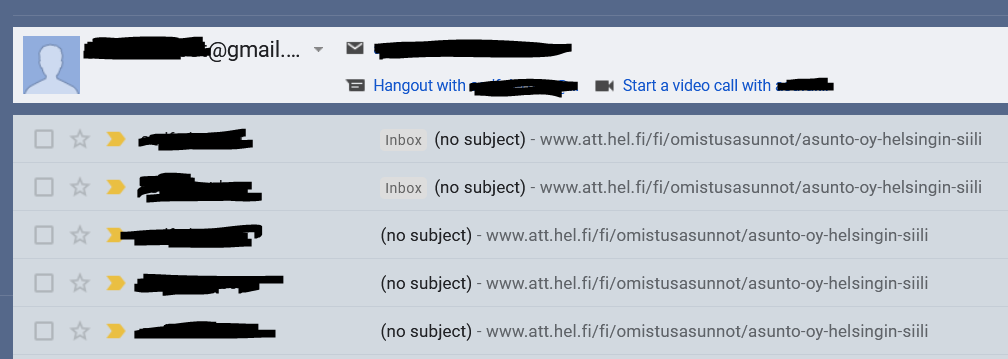 @gmail....
Hangout with
Start a video call with
Inbox (no subject) - www.att.hel.fi/fi/omistusasunnot/asunto-oy-helsingin-siili
Inbox (no subject) - www.att.hel.fi/fi/omistusasunnot/asunto-oy-helsingin-siili
(no subject) - www.att.hel.fi/fi/omistusasunnot/asunto-oy-helsingin-siili
(no subject) - www.att.hel.fi/fi/omistusasunnot/asunto-oy-helsingin-siili
(no subject) - www.att.hel.fi/fi/omistusasunnot/asunto-oy-helsingin-siili